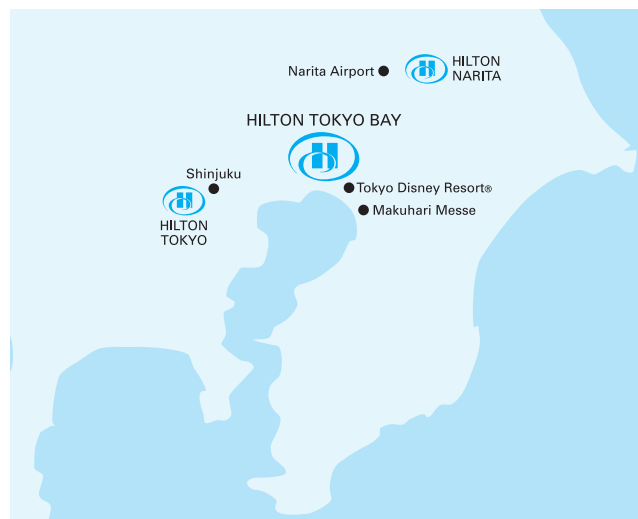 Narita Airport
HILTON
NARITA
HILTON TOKYO BAY
Shinjuku
Tokyo Disney Resort®
HILTON
TOKYO
Makuhari Messe